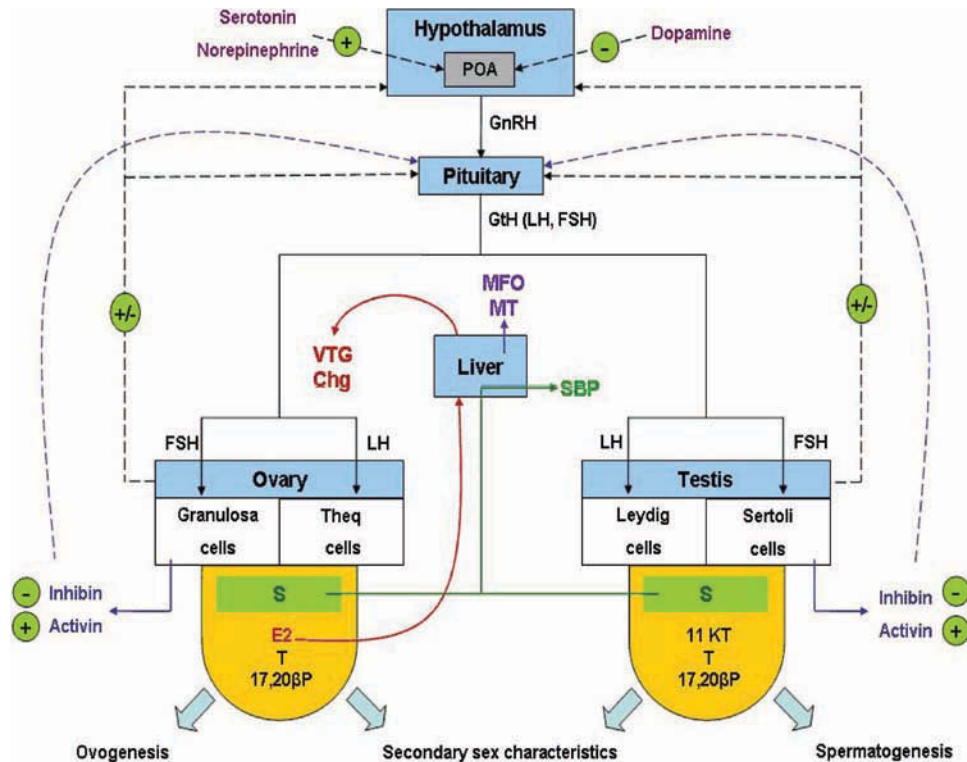 Serotonin
Norepinephrine
+
Hypothalamus
POA
-
Dopamine
GnRH
Pituitary
GtH (LH, FSH)
+/-
+/-
MFO
MT
VTG
Chg
Liver
SBP
FSH
LH
LH
FSH
Ovary
Testis
Granulosa
cells
Theq
cells
Leydig
cells
Sertoli
cells
- Inhibin
+ Activin
Inhibin -
Activin +
S
E2
T
17,20βP
S
11 KT
T
17,20βP
Ovogenesis
Secondary sex characteristics
Spermatogenesis